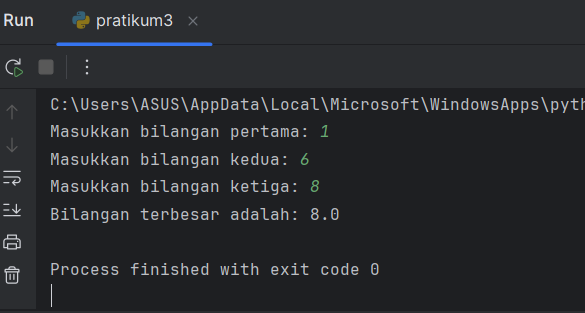 Run pratikum3
C:\Users\ASUS\AppData\Local\Microsoft\WindowsApps\pyth
Masukkan bilangan pertama: 1
Masukkan bilangan kedua: 6
Masukkan bilangan ketiga: 8
Bilangan terbesar adalah: 8.0
Process finished with exit code 0